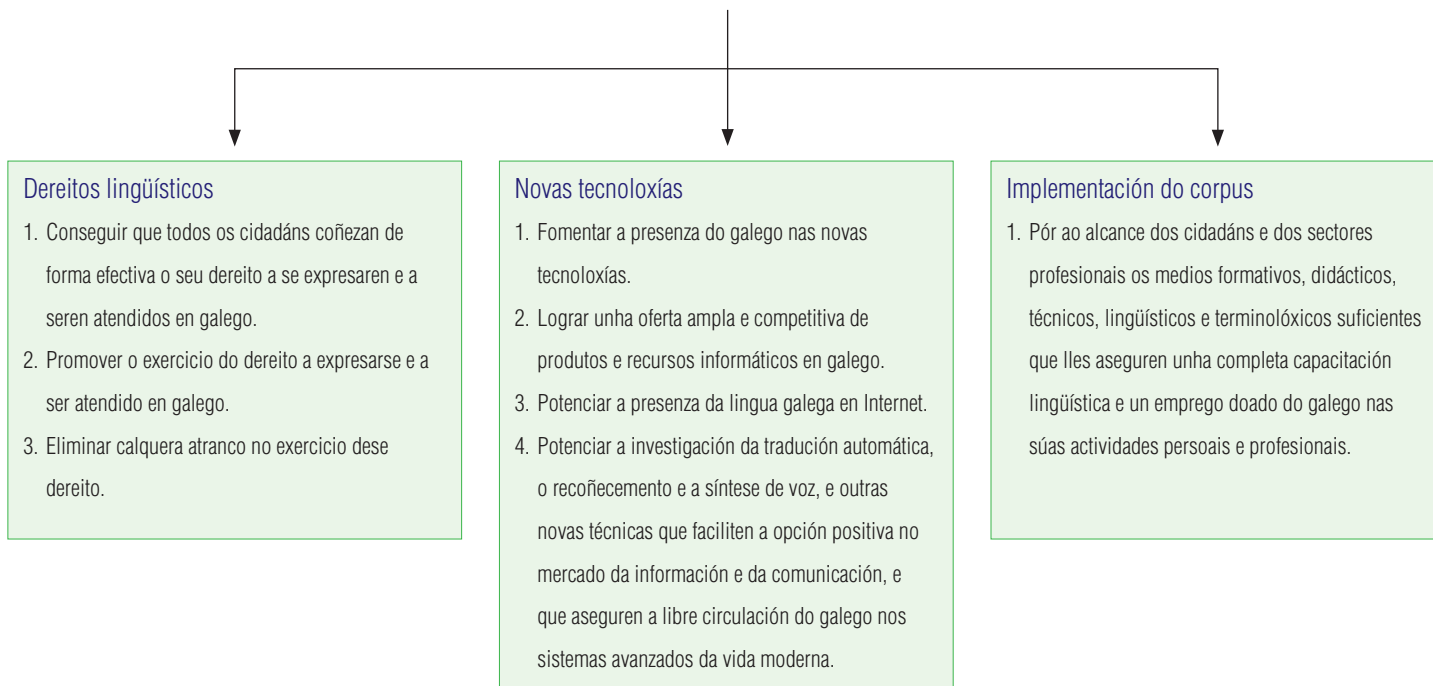 Dereitos lingüísticos
1. Conseguir que todos os cidadáns coñezan de
forma efectiva o seu dereito a se expresaren e a
seren atendidos en galego.
2. Promover o exercicio do dereito a expresarse e a
ser atendido en galego.
3. Eliminar calquera atranco no exercicio dese
dereito.
Novas tecnoloxías
1. Fomentar a presenza do galego nas novas
tecnoloxías.
2. Lograr unha oferta ampla e competitiva de
produtos e recursos informáticos en galego.
3. Potenciar a presenza da lingua galega en Internet.
4. Potenciar a investigación da tradución automática,
o recoñecemento e a síntese de voz, e outras
novas técnicas que faciliten a opción positiva no
mercado da información e da comunicación, e
que aseguren a libre circulación do galego nos
sistemas avanzados da vida moderna.
Implementación do corpus
1. Pór ao alcance dos cidadáns e dos sectores
profesionais os medios formativos, didácticos,
técnicos, lingüísticos e terminolóxicos suficientes
que lles aseguren unha completa capacitación
lingüística e un emprego doado do galego nas
súas actividades persoais e profesionais.